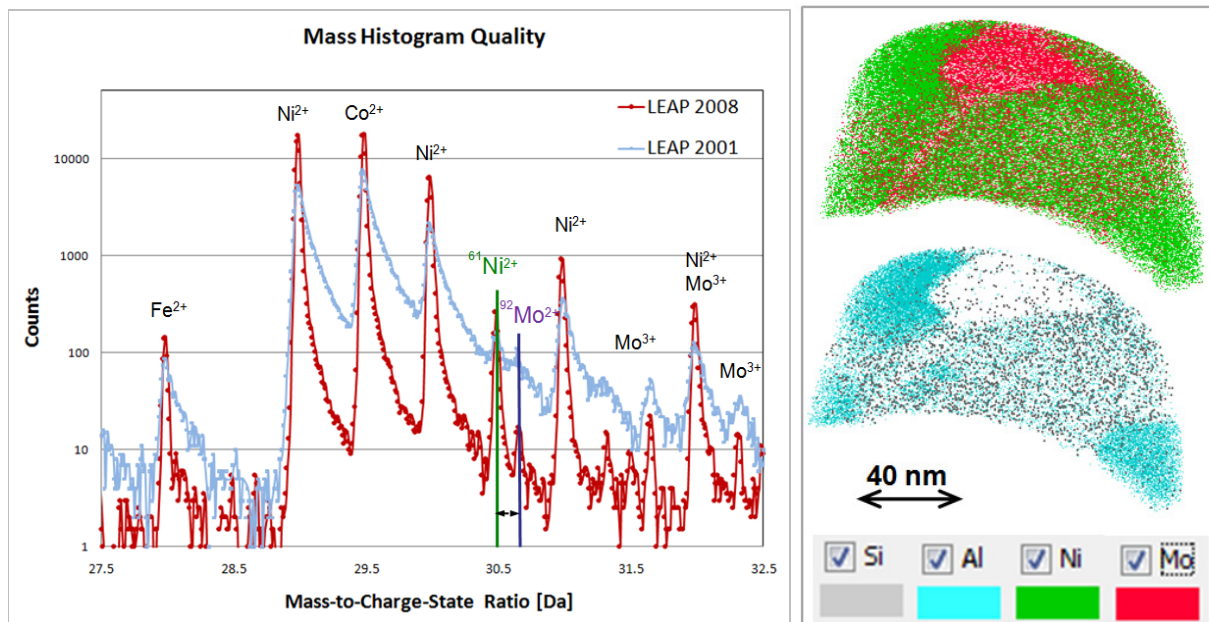 Mass Histogram Quality
LEAP 2008
LEAP 2001
Counts
10000
1000
100
10
1
Fe²⁺
Ni²⁺
Co²⁺
Ni²⁺
⁶¹Ni²⁺
⁹²Mo²⁺
Ni²⁺
Mo³⁺
Ni²⁺
Mo³⁺
Mo³⁺
27.5 28.5 29.5 30.5 31.5 32.5
Mass-to-Charge-State Ratio [Da]
40 nm
Si Al Ni Mo